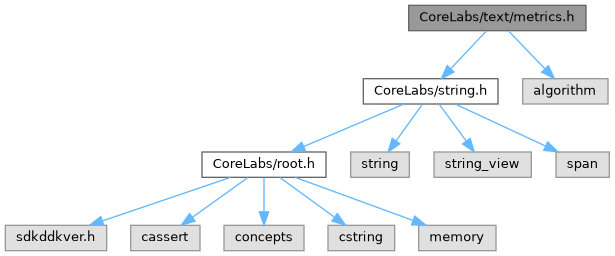 CoreLabs/text/metrics.h
CoreLabs/string.h
algorithm
CoreLabs/root.h
string
string_view
span
sdkddkver.h
cassert
concepts
cstring
memory